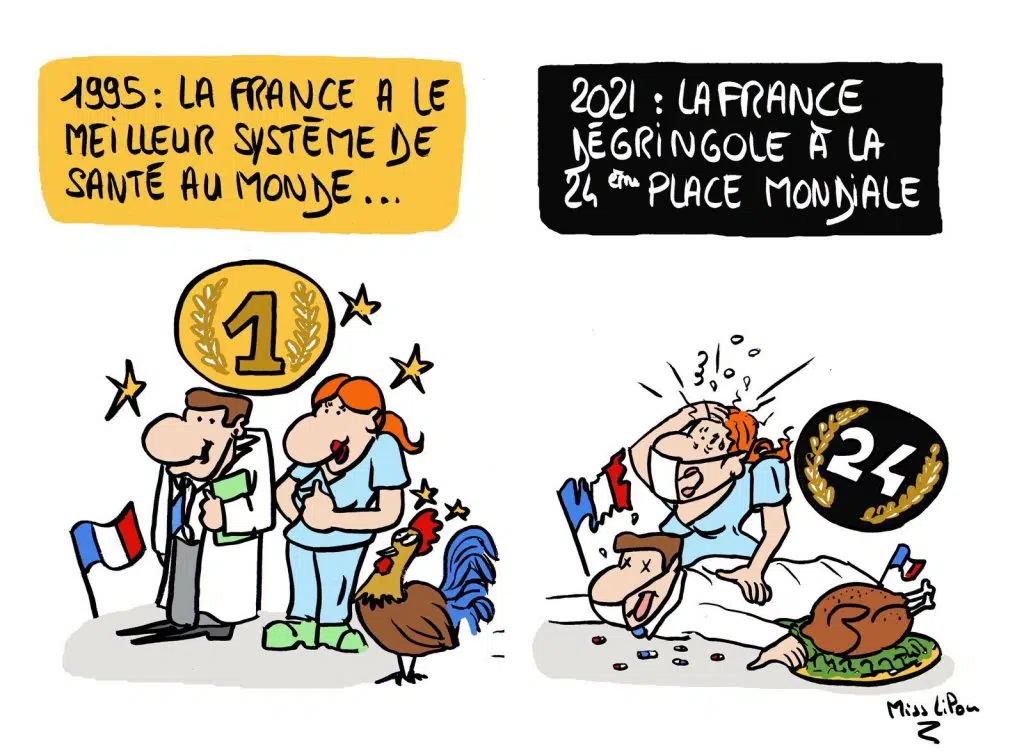 1995 : LA FRANCE A LE
MEILLEUR SYSTÈME DE
SANTÉ AU MONDE...
1
2021 : LA FRANCE
DÉGRINGOLE À LA
24ème PLACE MONDIALE
24
Miss LiPou